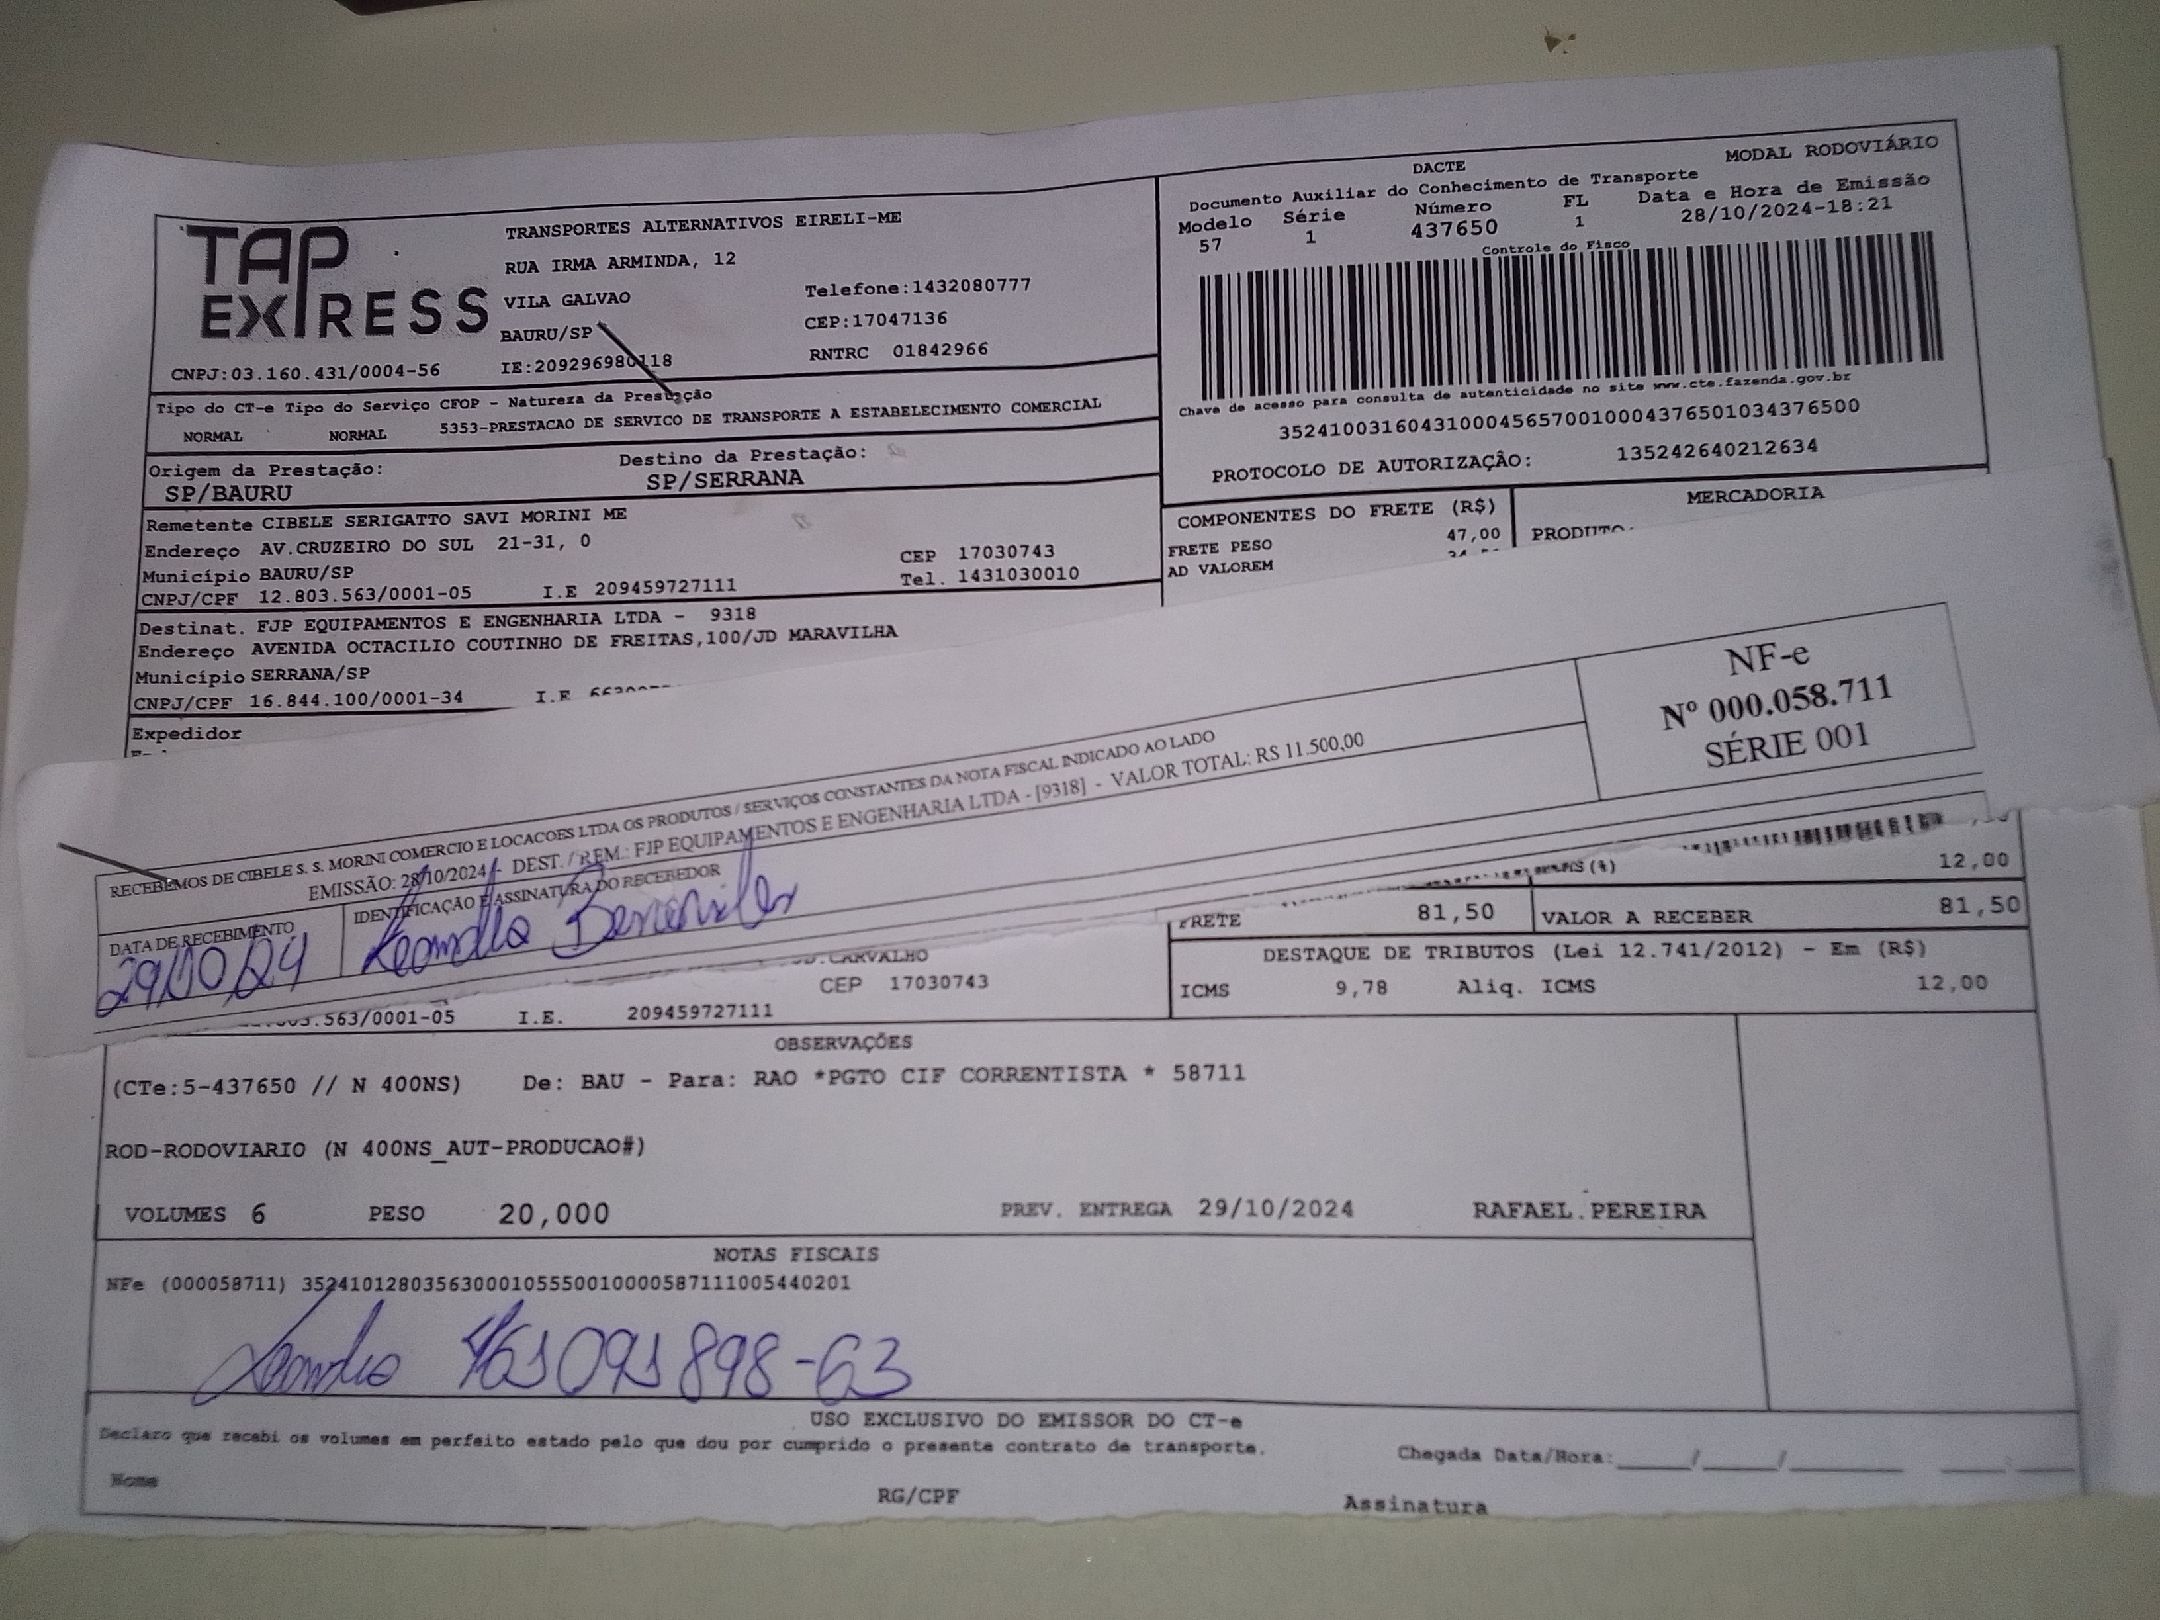 TAP
EXPRESS
TRANSPORTES ALTERNATIVOS EIRELI-ME
RUA IRMA ARMINDA, 12
VILA GALVAO
Telefone:1432080777
BAURU/SP
CEP:17047136
CNPJ:03.160.431/0004-56
IE:209296980118
RNTRC 01842966
DACTE
MODAL RODOVIÁRIO
Documento Auxiliar do Conhecimento de Transporte
Modelo Série Número FL Data e Hora de Emissão
57 1 437650 1 28/10/2024-18:21
Controle do Fisco
Chave de acesso para consulta de autenticidade no site www.cte.fazenda.gov.br
35241003160431000456570010004376501034376500
PROTOCOLO DE AUTORIZAÇÃO: 135242640212634
Tipo do CT-e Tipo do Serviço CFOP - Natureza da Prestação
NORMAL NORMAL 5353-PRESTACAO DE SERVICO DE TRANSPORTE A ESTABELECIMENTO COMERCIAL
Origem da Prestação: Destino da Prestação:
SP/BAURU SP/SERRANA
Remetente CIBELE SERIGATTO SAVI MORINI ME
Endereço AV.CRUZEIRO DO SUL 21-31, 0
Município BAURU/SP CEP 17030743
CNPJ/CPF 12.803.563/0001-05 I.E 209459727111 Tel. 1431030010
COMPONENTES DO FRETE (R$) MERCADORIA
FRETE PESO 47,00 PRODUTO
AD VALOREM
Destinat. FJP EQUIPAMENTOS E ENGENHARIA LTDA - 9318
Endereço AVENIDA OCTACILIO COUTINHO DE FREITAS,100/JD MARAVILHA
Município SERRANA/SP
CNPJ/CPF 16.844.100/0001-34 I.E
Expedidor
RECEBEMOS DE CIBELE S. S. MORINI COMERCIO E LOCACOES LTDA OS PRODUTOS / SERVIÇOS CONSTANTES DA NOTA FISCAL INDICADO AO LADO
EMISSÃO: 28/10/2024 - DEST. / REM.: FJP EQUIPAMENTOS E ENGENHARIA LTDA - [9318] - VALOR TOTAL: R$ 11.500,00
DATA DE RECEBIMENTO
29/10/24
IDENTIFICAÇÃO E ASSINATURA DO RECEBEDOR
NF-e
Nº 000.058.711
SÉRIE 001
12,00
FRETE 81,50 VALOR A RECEBER 81,50
DESTAQUE DE TRIBUTOS (Lei 12.741/2012) - Em (R$)
ICMS 9,78 Aliq. ICMS 12,00
CARVALHO
CEP 17030743
.563/0001-05 I.E. 209459727111
OBSERVAÇÕES
(CTe:5-437650 // N 400NS) De: BAU - Para: RAO *PGTO CIF CORRENTISTA * 58711
ROD-RODOVIARIO (N 400NS_AUT-PRODUCAO#)
VOLUMES 6 PESO 20,000 PREV. ENTREGA 29/10/2024 RAFAEL.PEREIRA
NOTAS FISCAIS
NFe (000058711) 35241012803563000105550010000587111005440201
Leandro 461091898-63
USO EXCLUSIVO DO EMISSOR DO CT-e
Declaro que recebi os volumes em perfeito estado pelo que dou por cumprido o presente contrato de transporte.
Chegada Data/Hora:_____/_____/_______ ____:____
Nome
RG/CPF
Assinatura